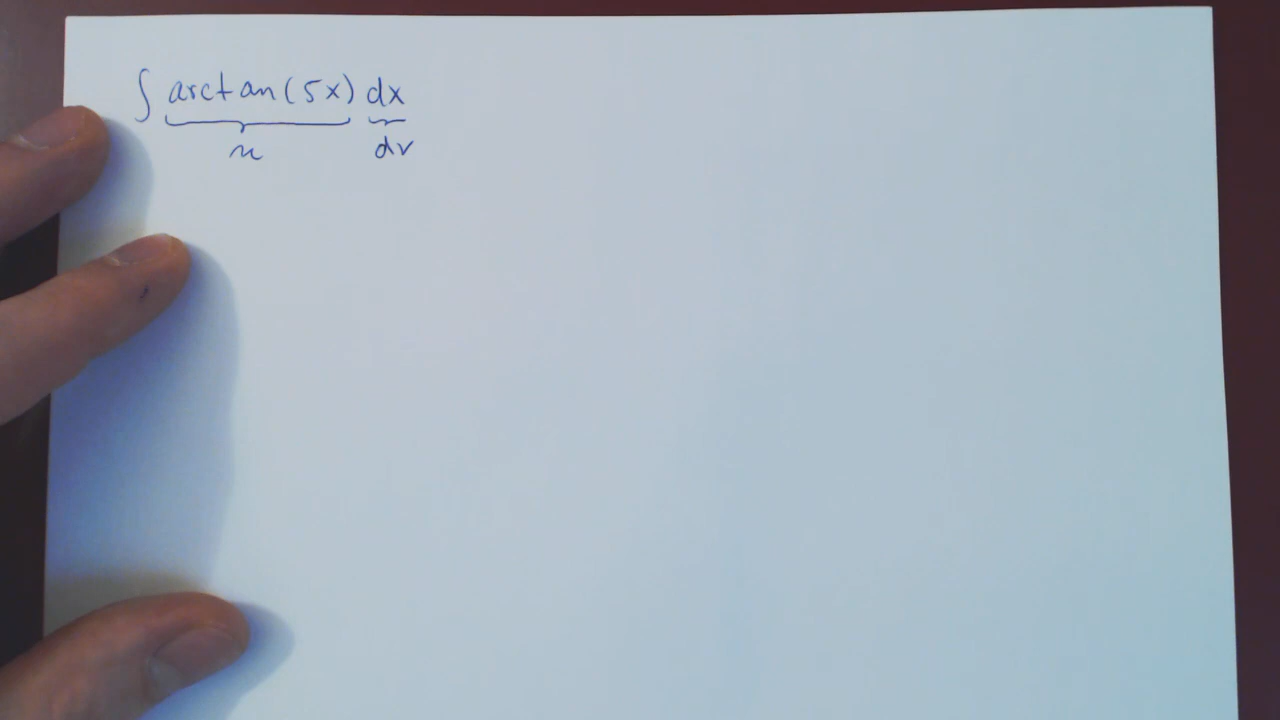 ∫ arctan(5x) dx
u dv